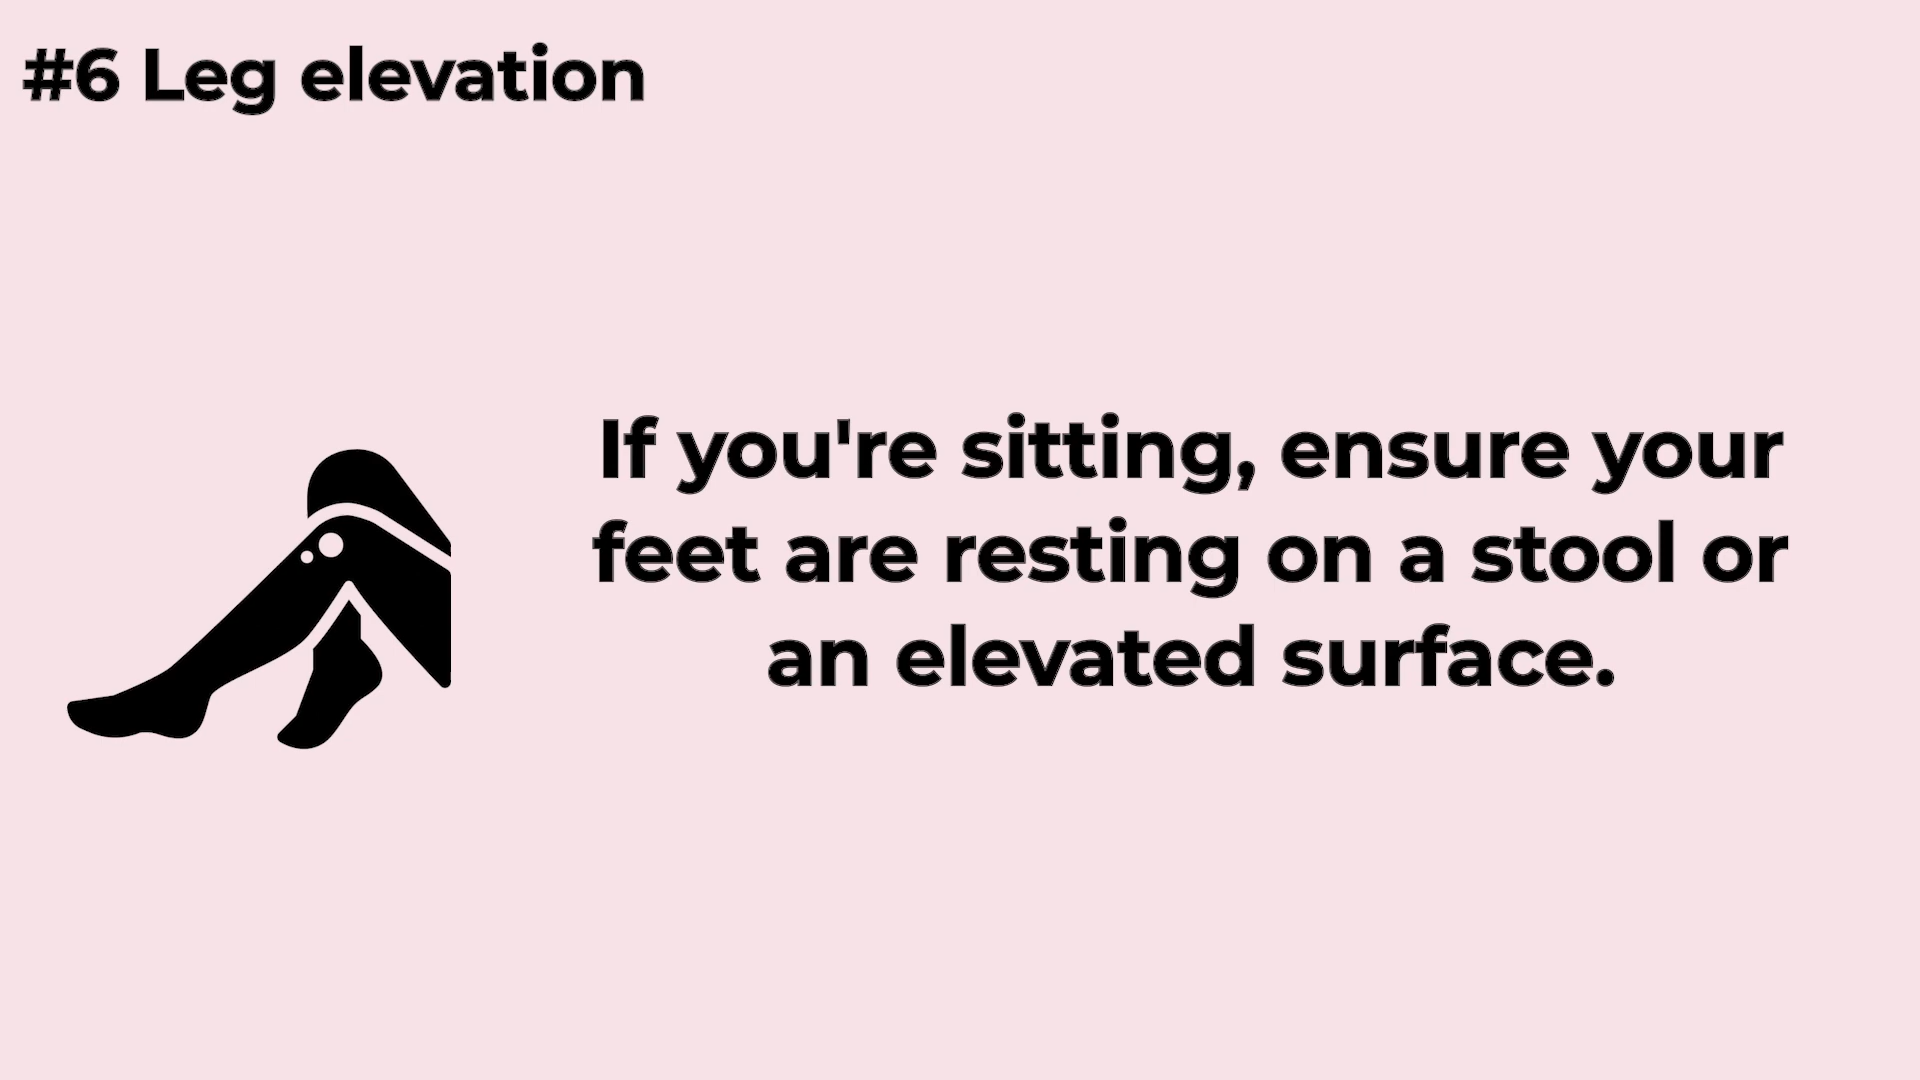 #6 Leg elevation
If you're sitting, ensure your
feet are resting on a stool or
an elevated surface.